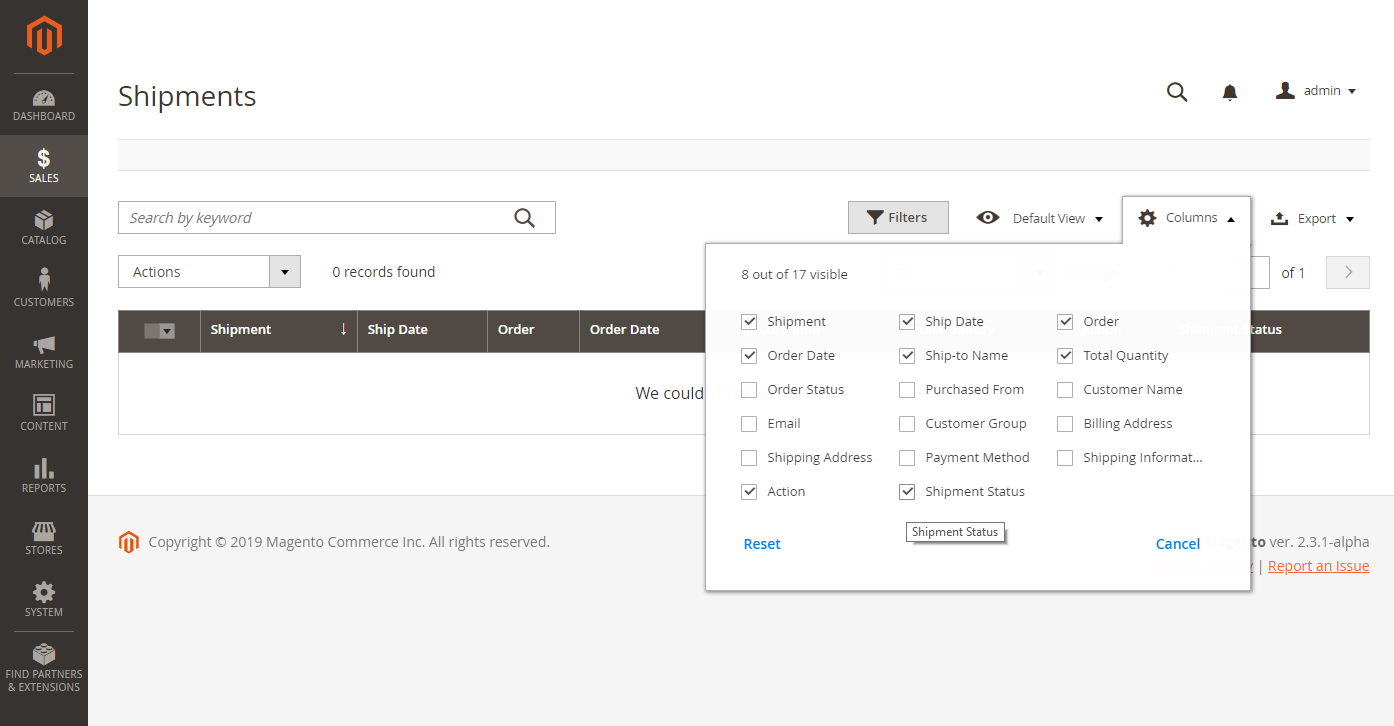 DASHBOARD
SALES
CATALOG
CUSTOMERS
MARKETING
CONTENT
REPORTS
STORES
SYSTEM
FIND PARTNERS
& EXTENSIONS
Shipments
admin
Search by keyword
Filters
Default View
Columns
Export
Actions
0 records found
of 1
Shipment ↓ Ship Date Order Order Date Status
We could
8 out of 17 visible
Shipment Ship Date Order
Order Date Ship-to Name Total Quantity
Order Status Purchased From Customer Name
Email Customer Group Billing Address
Shipping Address Payment Method Shipping Informat...
Action Shipment Status
Shipment Status
Reset Cancel
Copyright © 2019 Magento Commerce Inc. All rights reserved.
ver. 2.3.1-alpha
| Report an Issue